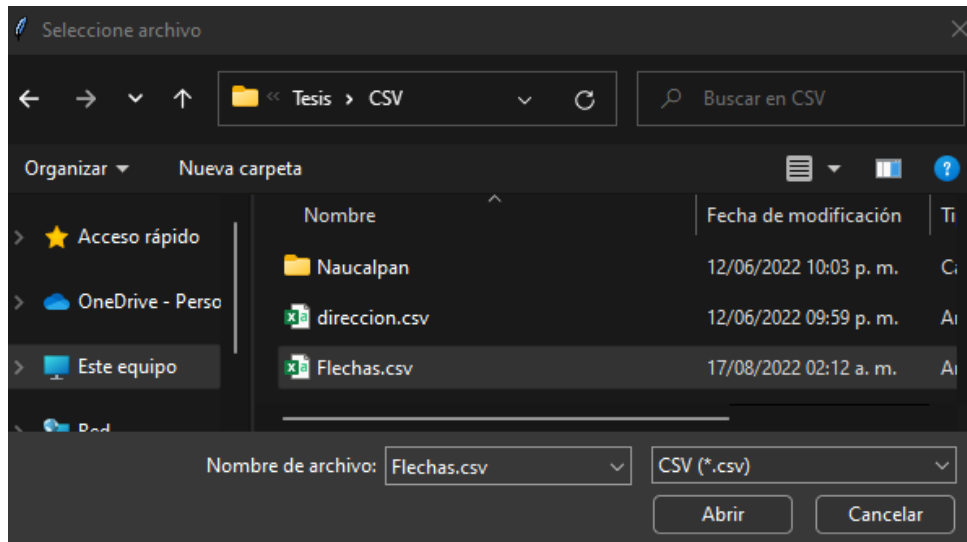 Seleccione archivo
« Tesis > CSV
Buscar en CSV
Organizar
Nueva carpeta
Nombre
Fecha de modificación
Acceso rápido
Naucalpan
12/06/2022 10:03 p. m.
OneDrive - Perso
direccion.csv
12/06/2022 09:59 p. m.
Este equipo
Flechas.csv
17/08/2022 02:12 a. m.
Red
Nombre de archivo: Flechas.csv
CSV (*.csv)
Abrir
Cancelar